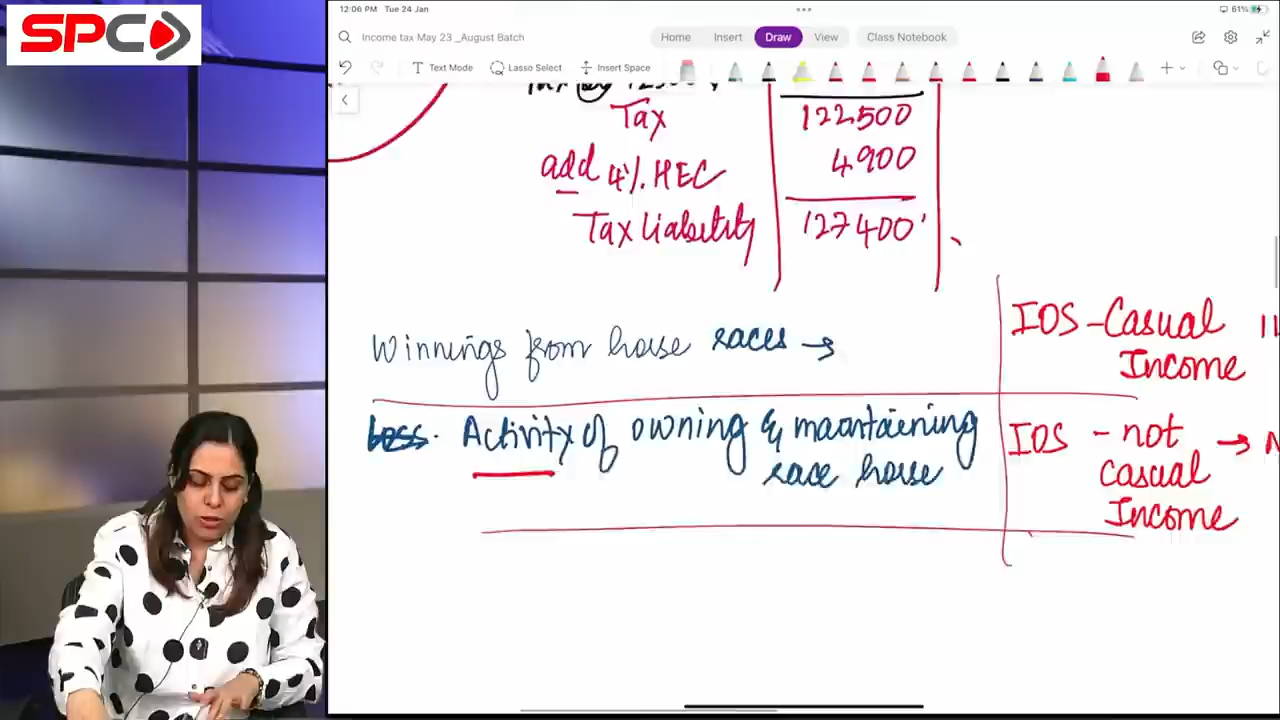 SPC
12:06 PM Tue 24 Jan
61%
Income tax May 23 _August Batch
Home Insert Draw View Class Notebook
Text Mode Lasso Select Insert Space
Tax
122500
add 4% HEC
4900
Tax liability
127400
Winnings from horse races →
IOS - Casual
Income
Loss. Activity of owning & maintaining
race horse
IOS - not →
Casual
Income